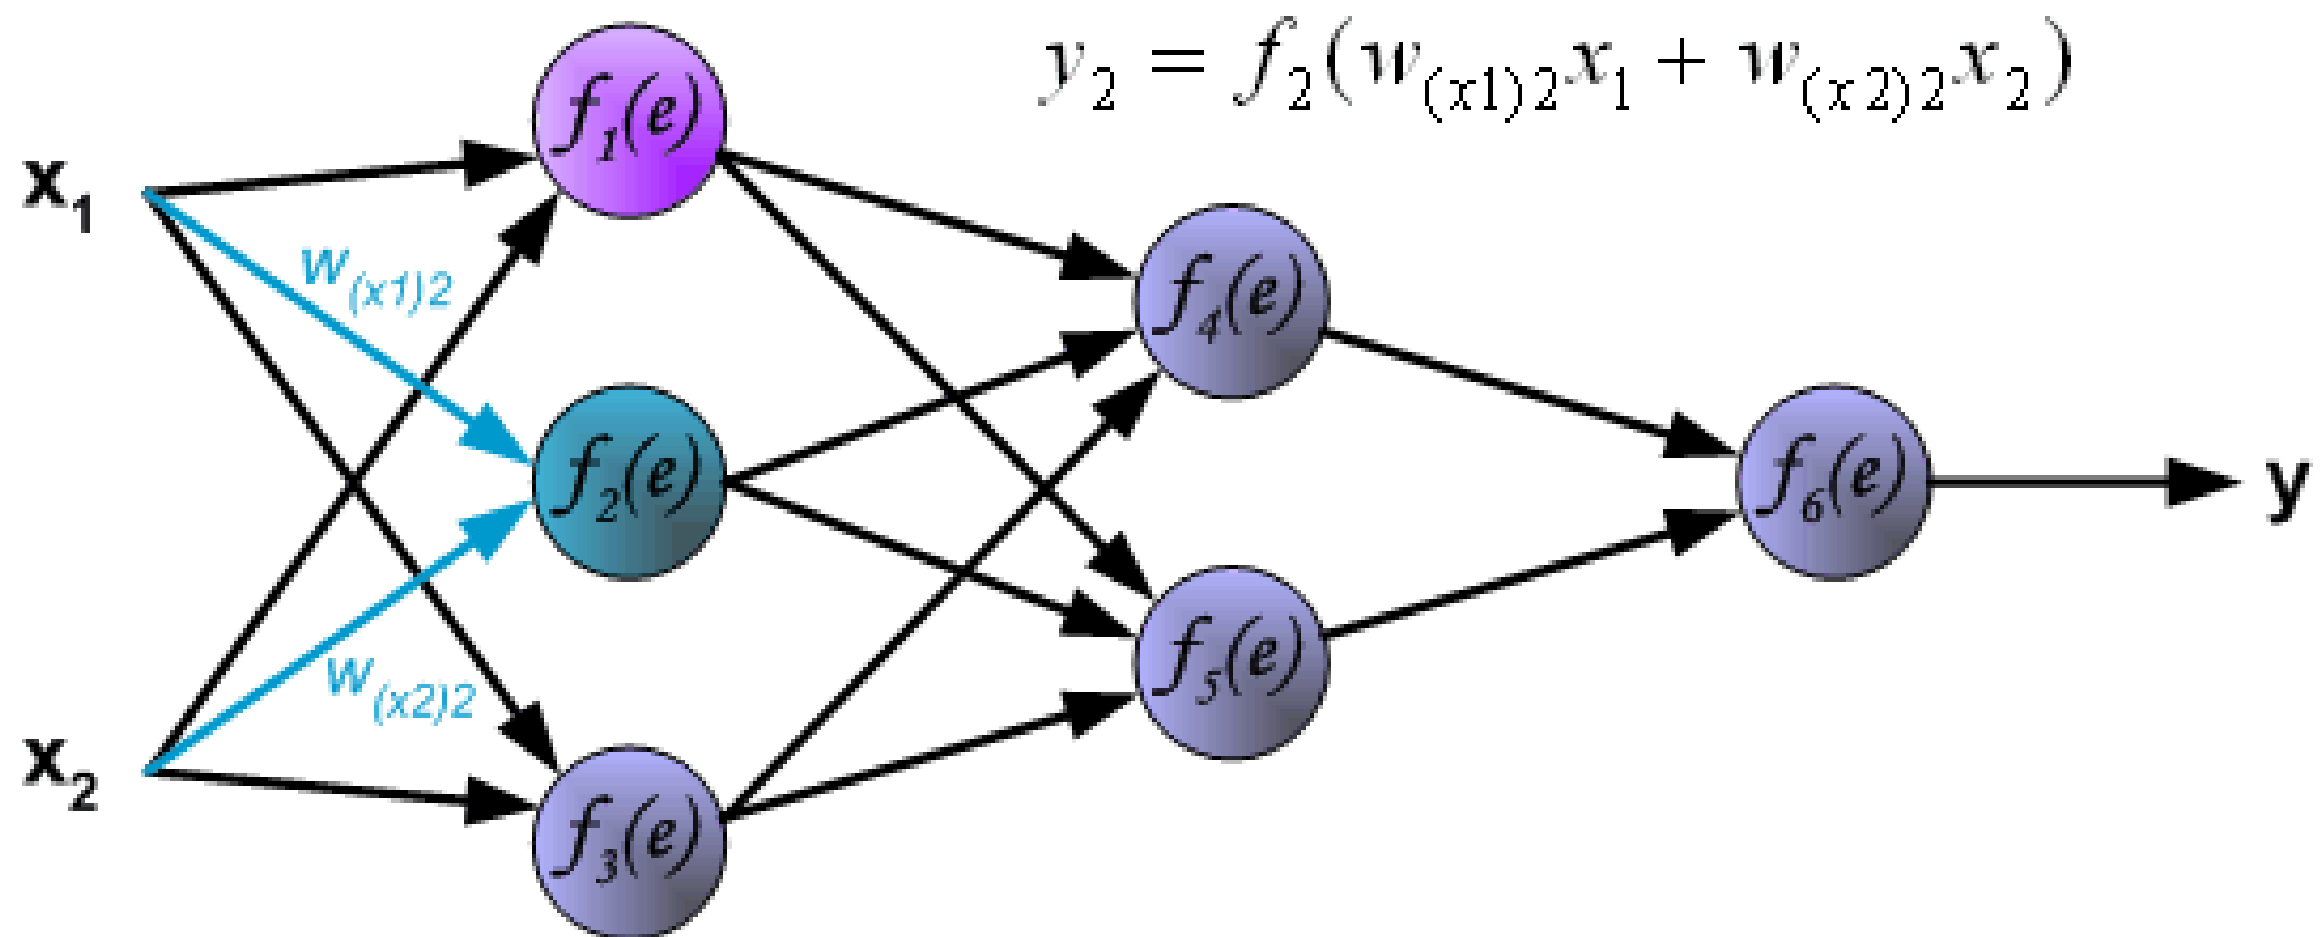 y₂ = f₂(w₍ₓ₁₎₂x₁ + w₍ₓ₂₎₂x₂)
f₁(e)
x₁
w₍ₓ₁₎₂
f₄(e)
f₂(e)
f₆(e)
y
f₅(e)
w₍ₓ₂₎₂
x₂
f₃(e)